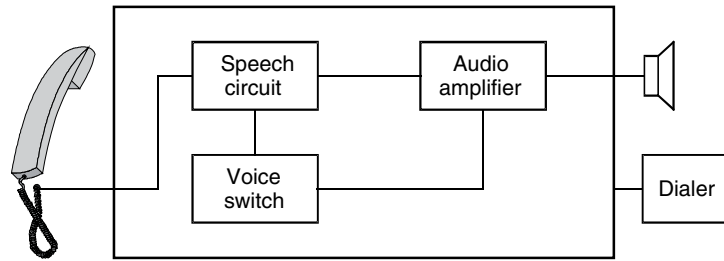 Speech
circuit
Audio
amplifier
Voice
switch
Dialer